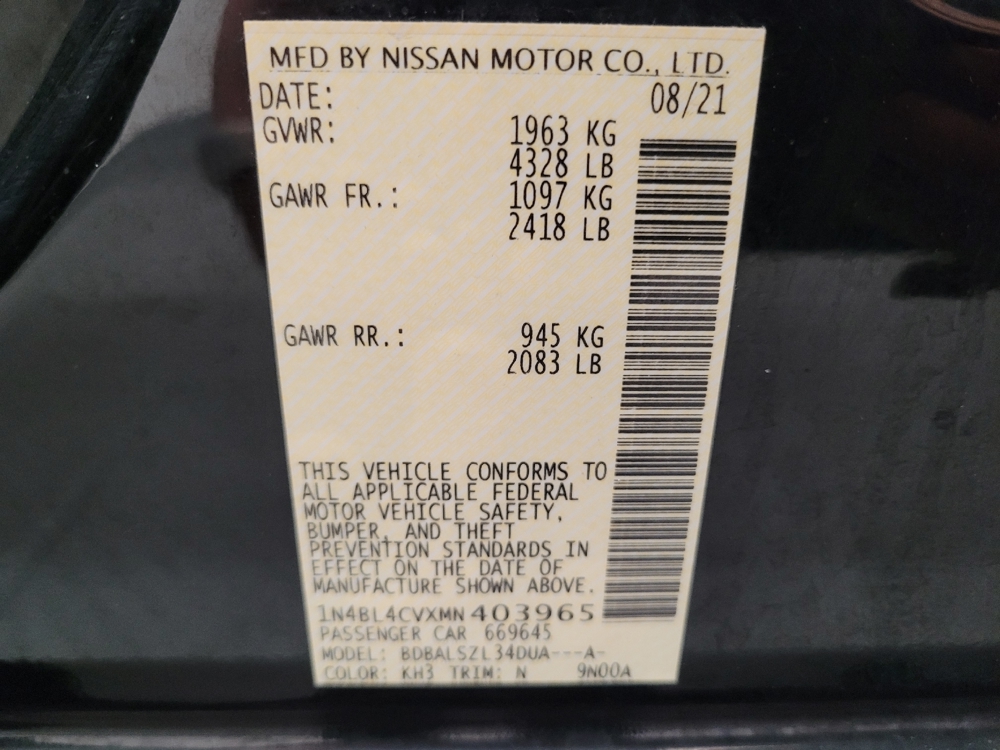 MFD BY NISSAN MOTOR CO., LTD.
DATE: 08/21
GVWR: 1963 KG
4328 LB
GAWR FR.: 1097 KG
2418 LB
GAWR RR.: 945 KG
2083 LB
THIS VEHICLE CONFORMS TO
ALL APPLICABLE FEDERAL
MOTOR VEHICLE SAFETY,
BUMPER, AND THEFT
PREVENTION STANDARDS IN
EFFECT ON THE DATE OF
MANUFACTURE SHOWN ABOVE.
1N4BL4CVXMN403965
PASSENGER CAR 669645
MODEL: BDBALSZL34DUA---A-
COLOR: KH3 TRIM: N 9N00A